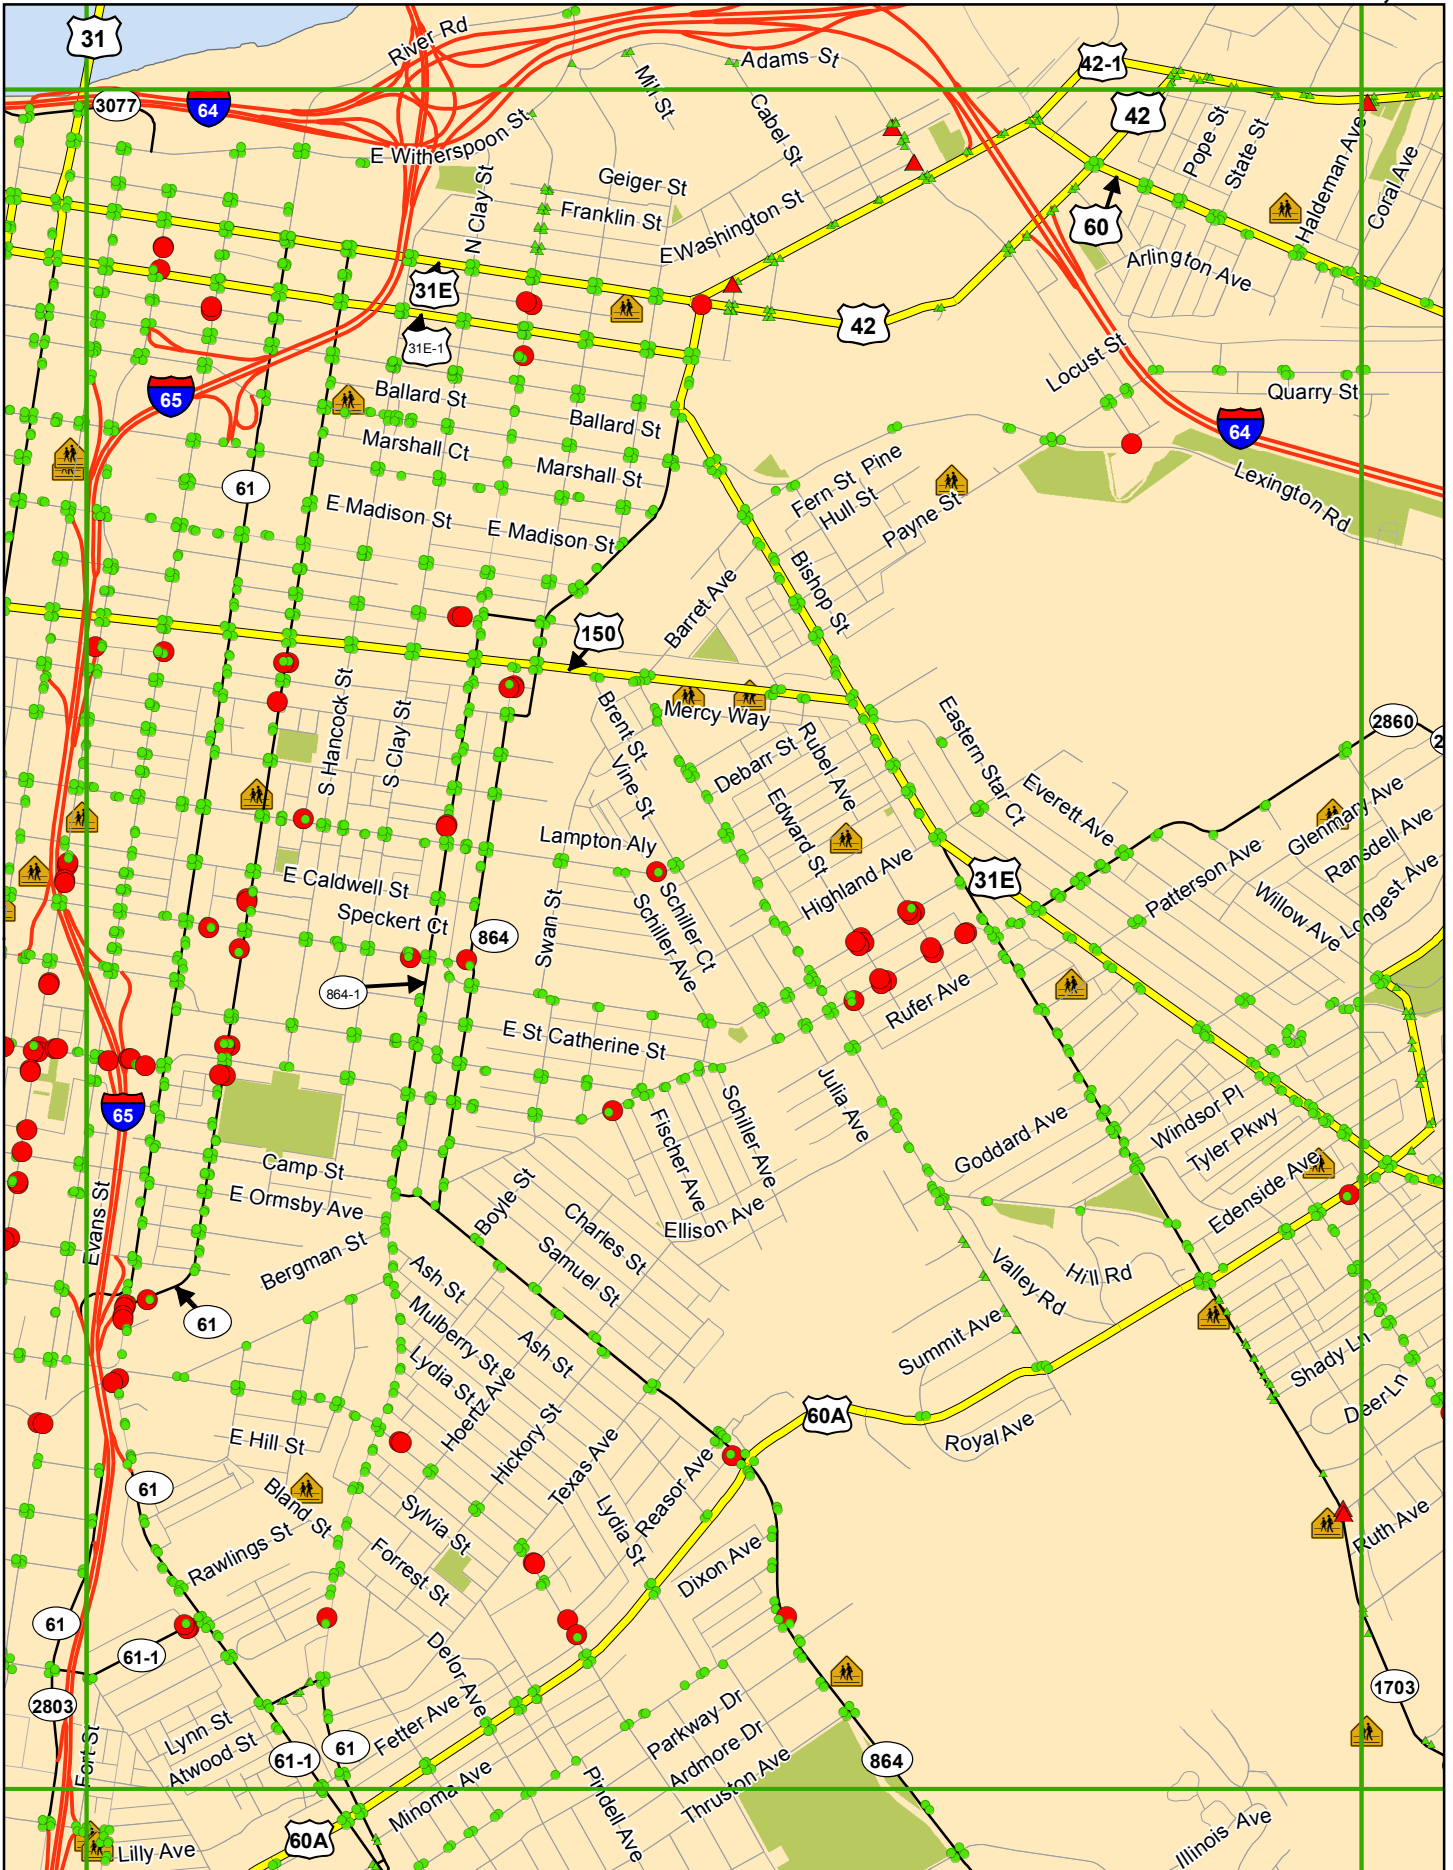 31
River Rd
Adams St
42-1
Mill St
3077
64
Cabel St
42
E Witherspoon St
Pope St
State St
Haldeman Ave
Coral Ave
Geiger St
N Clay St
Franklin St
60
E Washington St
Arlington Ave
31E
42
31E-1
Locust St
65
Ballard St
Quarry St
Ballard St
64
Marshall Ct
Marshall St
Fern St
Pine
61
Hull St
Payne St
Lexington Rd
E Madison St
E Madison St
Bishop St
Barret Ave
150
S Hancock St
S Clay St
Brent St
Mercy Way
Eastern Star Ct
2860
2
Rubel Ave
Debarr St
Vine St
Everett Ave
Glenmary Ave
Edward St
Ransdell Ave
Lampton Aly
Highland Ave
Patterson Ave
31E
Longest Ave
E Caldwell St
Willow Ave
Speckert Ct
Swan St
Schiller Ct
Schiller Ave
864
864-1
Rufer Ave
E St Catherine St
Julia Ave
65
Schiller Ave
Windsor Pl
Fischer Ave
Goddard Ave
Tyler Pkwy
Camp St
Edenside Ave
E Ormsby Ave
Boyle St
Evans St
Charles St
Ellison Ave
Samuel St
Bergman St
Ash St
Valley Rd
Hill Rd
61
Mulberry St
Ash St
Summit Ave
Shady Ln
Lydia St
Hoertz Ave
Deer Ln
60A
E Hill St
Hickory St
Royal Ave
Texas Ave
Reasor Ave
61
Bland St
Sylvia St
Lydia St
Ruth Ave
Rawlings St
Forrest St
Dixon Ave
61
61-1
Delor Ave
2803
1703
Lynn St
Fetter Ave
Parkway Dr
Atwood St
Ardmore Dr
61-1
61
864
Fort St
Thruston Ave
Minoma Ave
Pindell Ave
60A
Lilly Ave
Illinois Ave